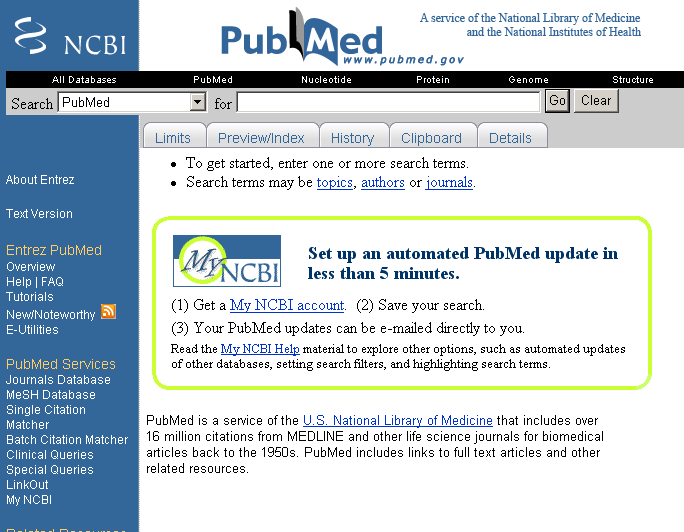 NCBI
PubMed
www.pubmed.gov
A service of the National Library of Medicine
and the National Institutes of Health
All Databases PubMed Nucleotide Protein Genome Structure
Search PubMed for Go Clear
Limits Preview/Index History Clipboard Details
About Entrez
Text Version
Entrez PubMed
Overview
Help | FAQ
Tutorials
New/Noteworthy
E-Utilities
PubMed Services
Journals Database
MeSH Database
Single Citation
Matcher
Batch Citation Matcher
Clinical Queries
Special Queries
LinkOut
My NCBI
Related Resources
• To get started, enter one or more search terms.
• Search terms may be topics, authors or journals.
My NCBI
Set up an automated PubMed update in
less than 5 minutes.
(1) Get a My NCBI account. (2) Save your search.
(3) Your PubMed updates can be e-mailed directly to you.
Read the My NCBI Help material to explore other options, such as automated updates
of other databases, setting search filters, and highlighting search terms.
PubMed is a service of the U.S. National Library of Medicine that includes over
16 million citations from MEDLINE and other life science journals for biomedical
articles back to the 1950s. PubMed includes links to full text articles and other
related resources.